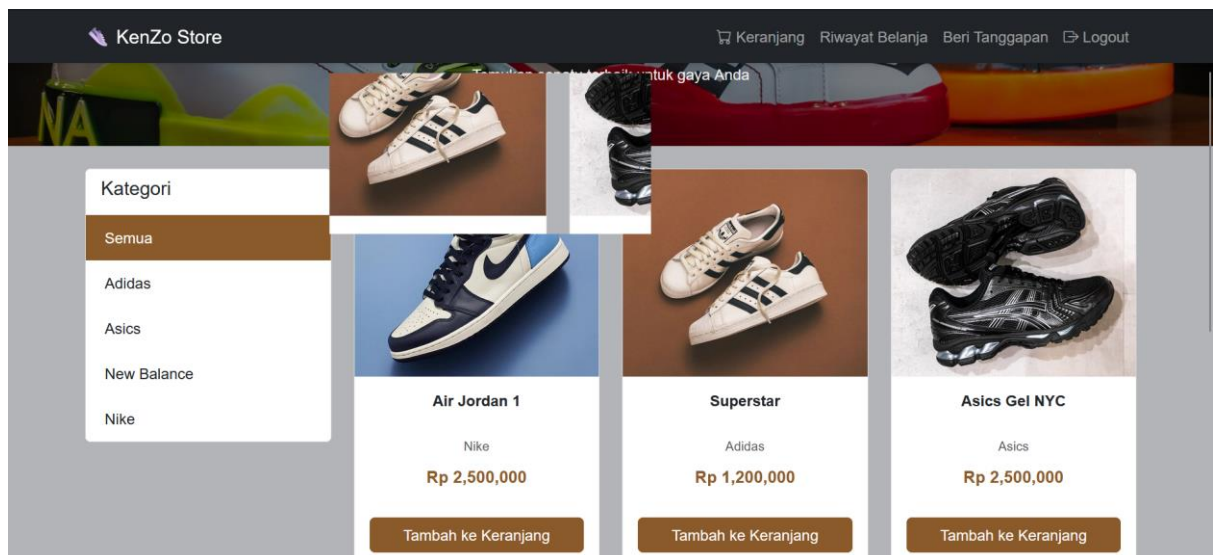 KenZo Store
Keranjang Riwayat Belanja Beri Tanggapan Logout
untuk gaya Anda
NA
Kategori
Semua
Adidas
Asics
New Balance
Nike
Air Jordan 1
Nike
Rp 2,500,000
Tambah ke Keranjang
Superstar
Adidas
Rp 1,200,000
Tambah ke Keranjang
Asics Gel NYC
Asics
Rp 2,500,000
Tambah ke Keranjang